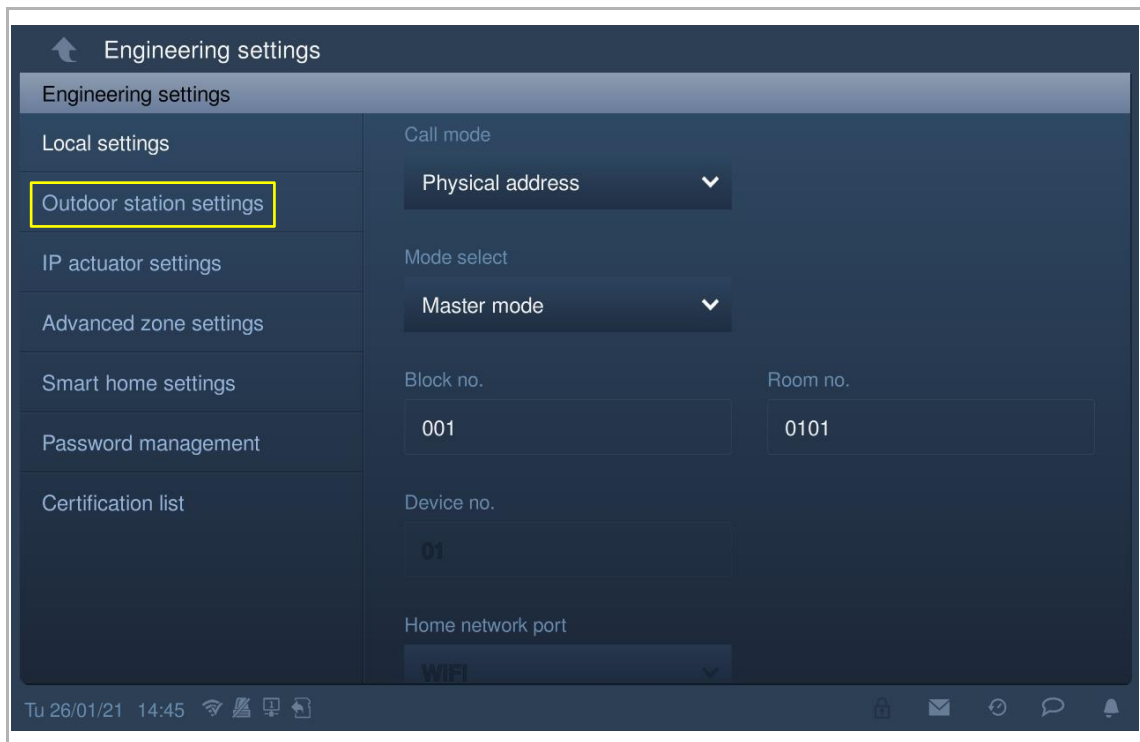 Engineering settings
Engineering settings
Local settings
Outdoor station settings
IP actuator settings
Advanced zone settings
Smart home settings
Password management
Certification list
Call mode
Physical address
Mode select
Master mode
Block no. Room no.
001 0101
Device no.
01
Home network port
WIFI
Tu 26/01/21 14:45